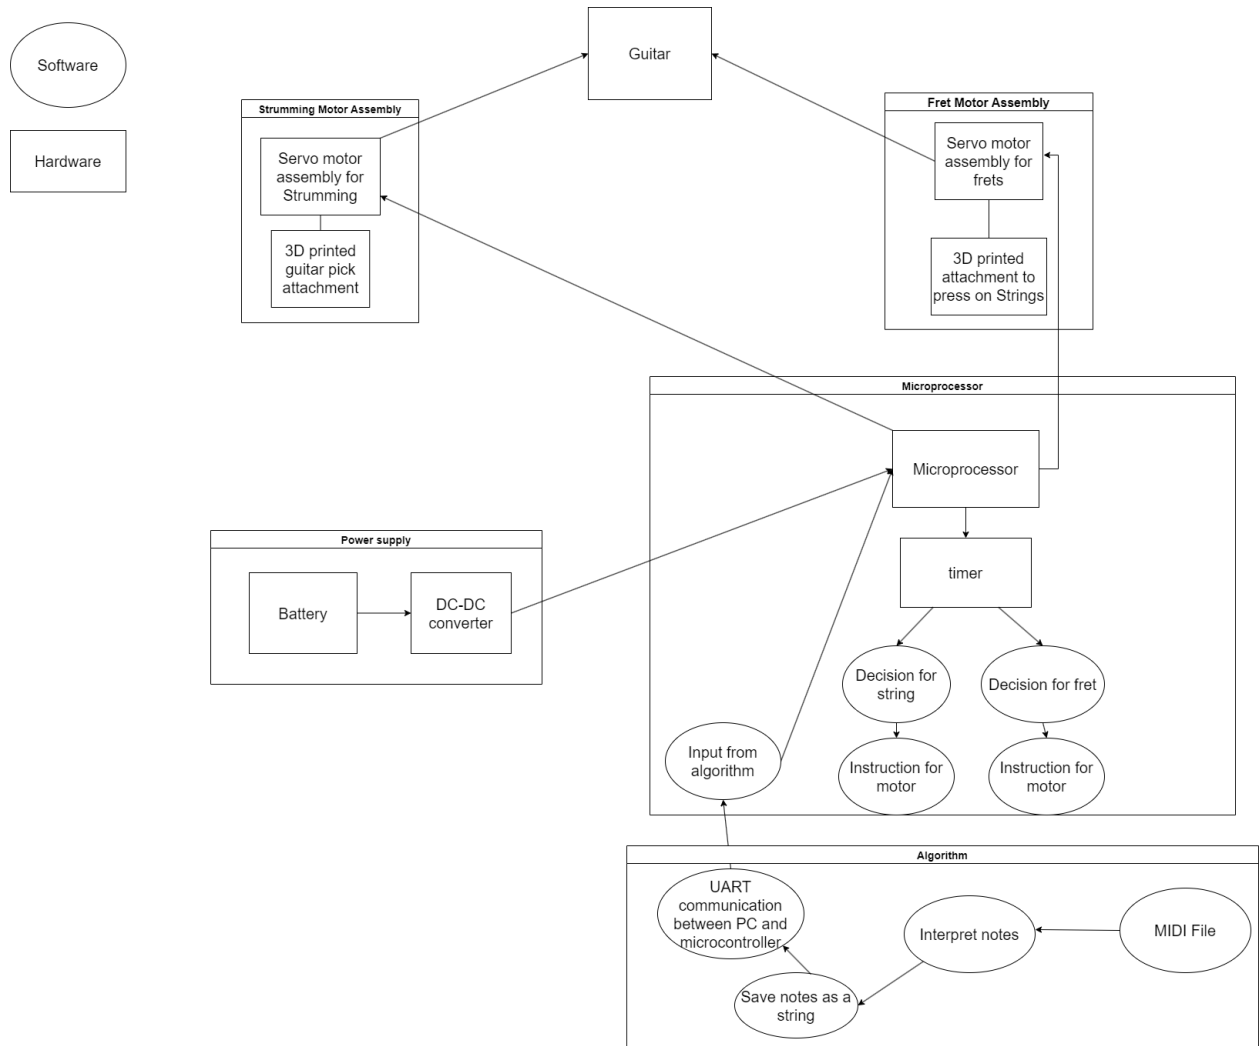 Software
Hardware
Guitar
Strumming Motor Assembly
Servo motor
assembly for
Strumming
3D printed
guitar pick
attachment
Fret Motor Assembly
Servo motor
assembly for
frets
3D printed
attachment to
press on Strings
Microprocessor
Microprocessor
timer
Decision for
string
Decision for fret
Instruction for
motor
Instruction for
motor
Input from
algorithm
Power supply
Battery
DC-DC
converter
Algorithm
UART
communication
between PC and
microcontroller
Interpret notes
MIDI File
Save notes as a
string